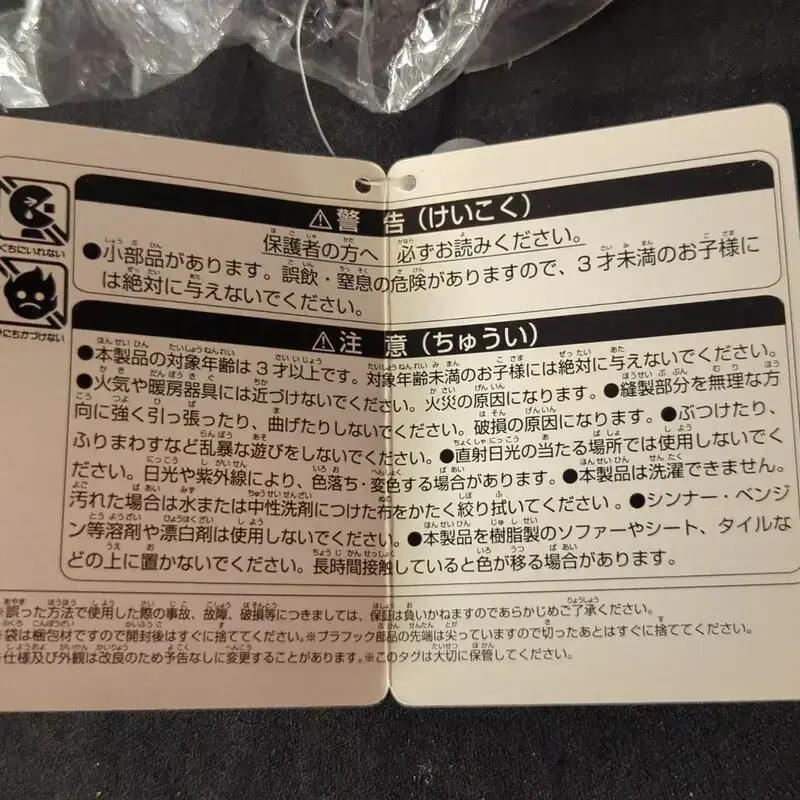 くちにいれない
ひにちかづけない
⚠警告(けいこく)
保護者の方へ 必ずお読みください。
●小部品があります。誤飲・窒息の危険がありますので、3才未満のお子様に
は絶対に与えないでください。
⚠注意(ちゅうい)
●本製品の対象年齢は3才以上です。対象年齢未満のお子様には絶対に与えないでください。
●火気や暖房器具には近づけないでください。火災の原因になります。●縫製部分を無理な方
向に強く引っ張ったり、曲げたりしないでください。破損の原因になります。●ぶつけたり、
ふりまわすなど乱暴な遊びをしないでください。●直射日光の当たる場所では使用しないでく
ださい。日光や紫外線により、色落ち・変色する場合があります。●本製品は洗濯できません。
汚れた場合は水または中性洗剤につけた布をかたく絞り拭いてください。●シンナー・ベンジ
ン等溶剤や漂白剤は使用しないでください。●本製品を樹脂製のソファーやシート、タイルな
どの上に置かないでください。長時間接触していると色が移る場合があります。
※誤った方法で使用した際の事故、故障、破損等につきましては、保証は負いかねますのであらかじめご了承ください。
※袋は梱包材ですので開封後はすぐに捨ててください。※プラフック部品の先端は尖っていますので切ったあとはすぐに捨ててください。
※仕様及び外観は改良のため予告なしに変更することがあります。※このタグは大切に保管してください。